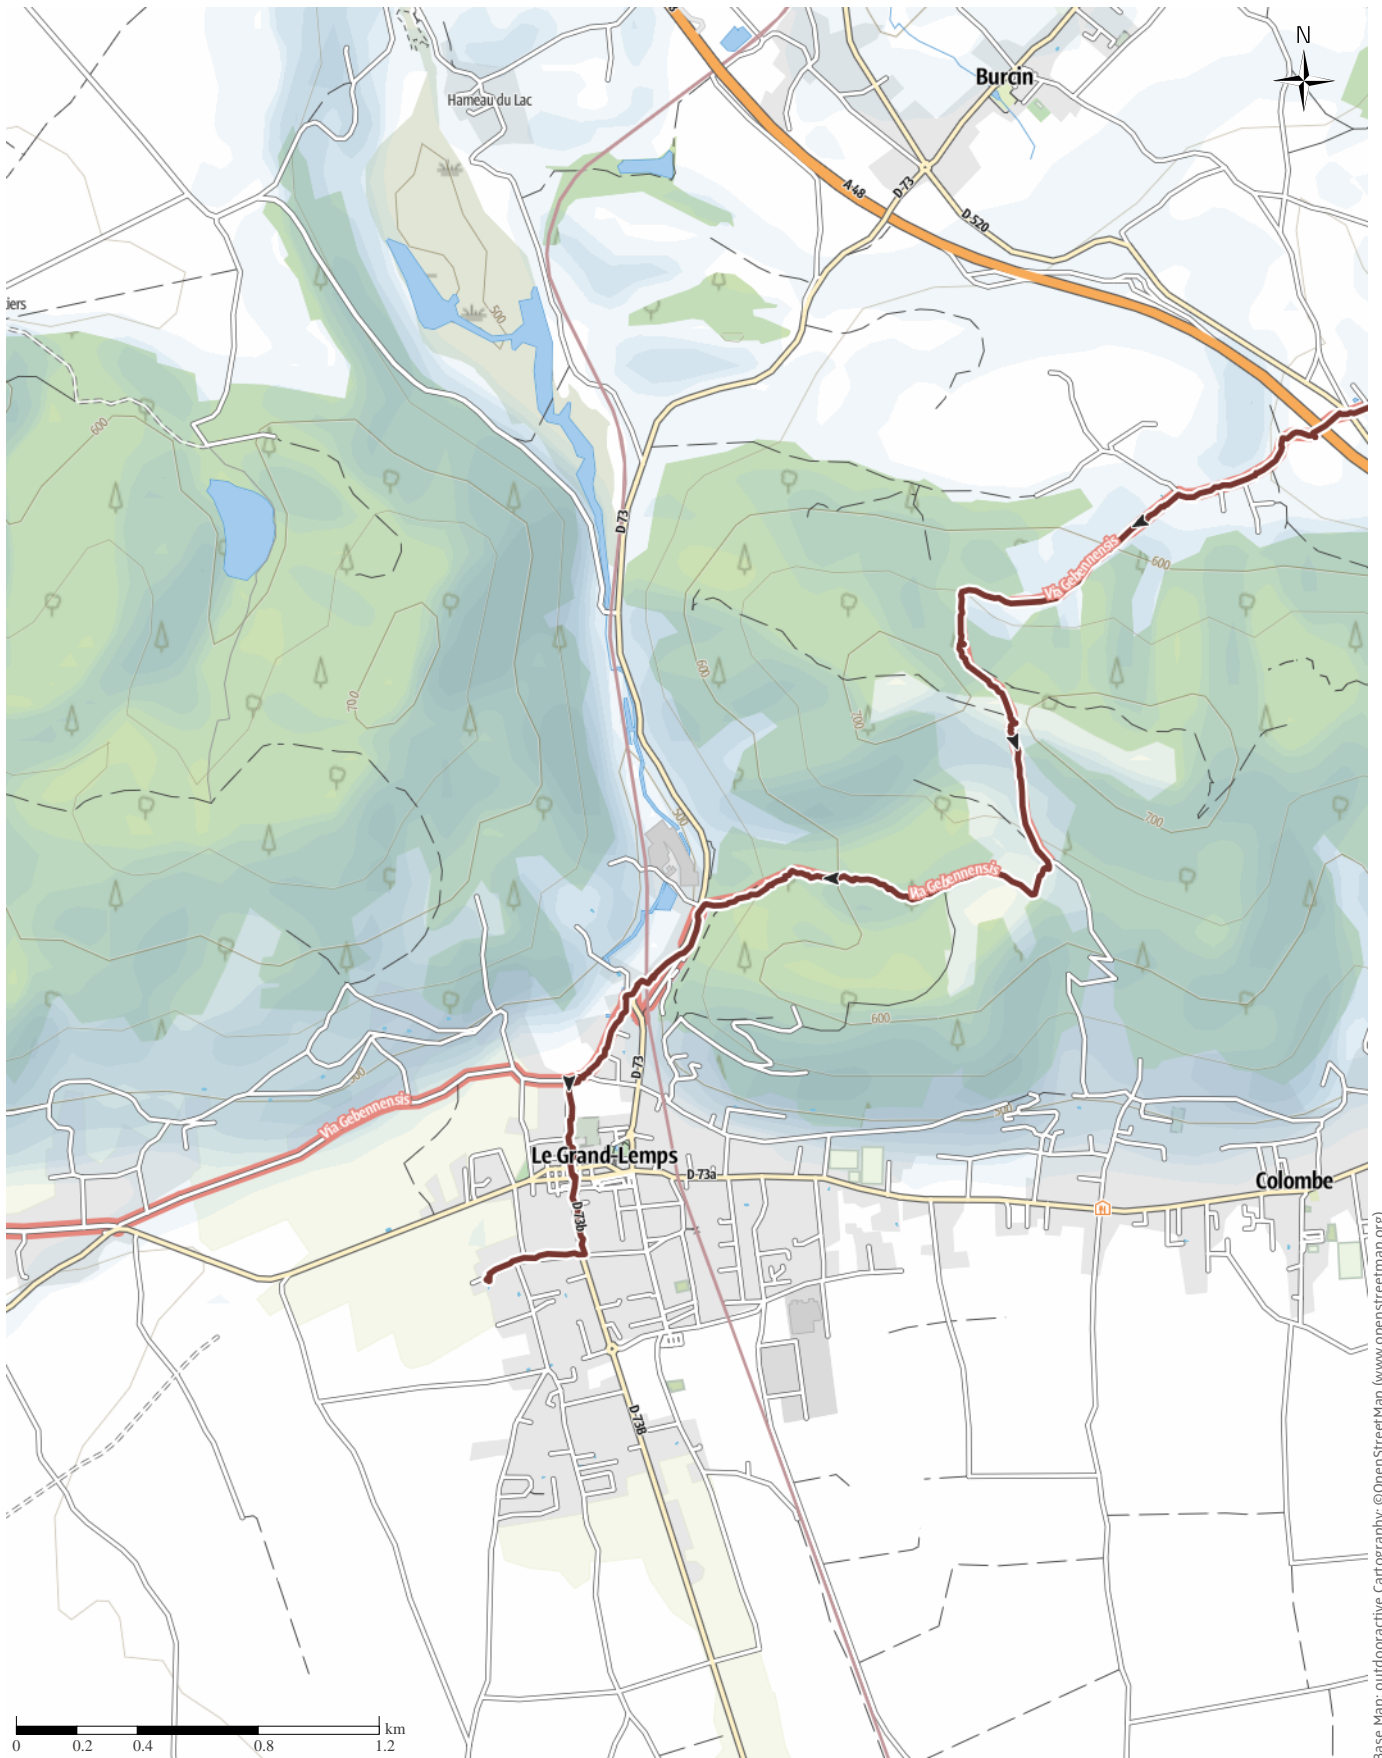 N
Burcin
Hameau du Lac
A 48
D 73
D 520
500
iers
600
D 73
Via Gebennensis
600
600
700
700
700
500
Via Gebennensis
600
D 73
500
Via Gebennensis
500
Le Grand-Lemps
D 73a
Colombe
D 73b
D 73B
km
0 0.2 0.4 0.8 1.2
Base Map: outdooractive Cartography; ©OpenStreetMap (www.openstreetmap.org)